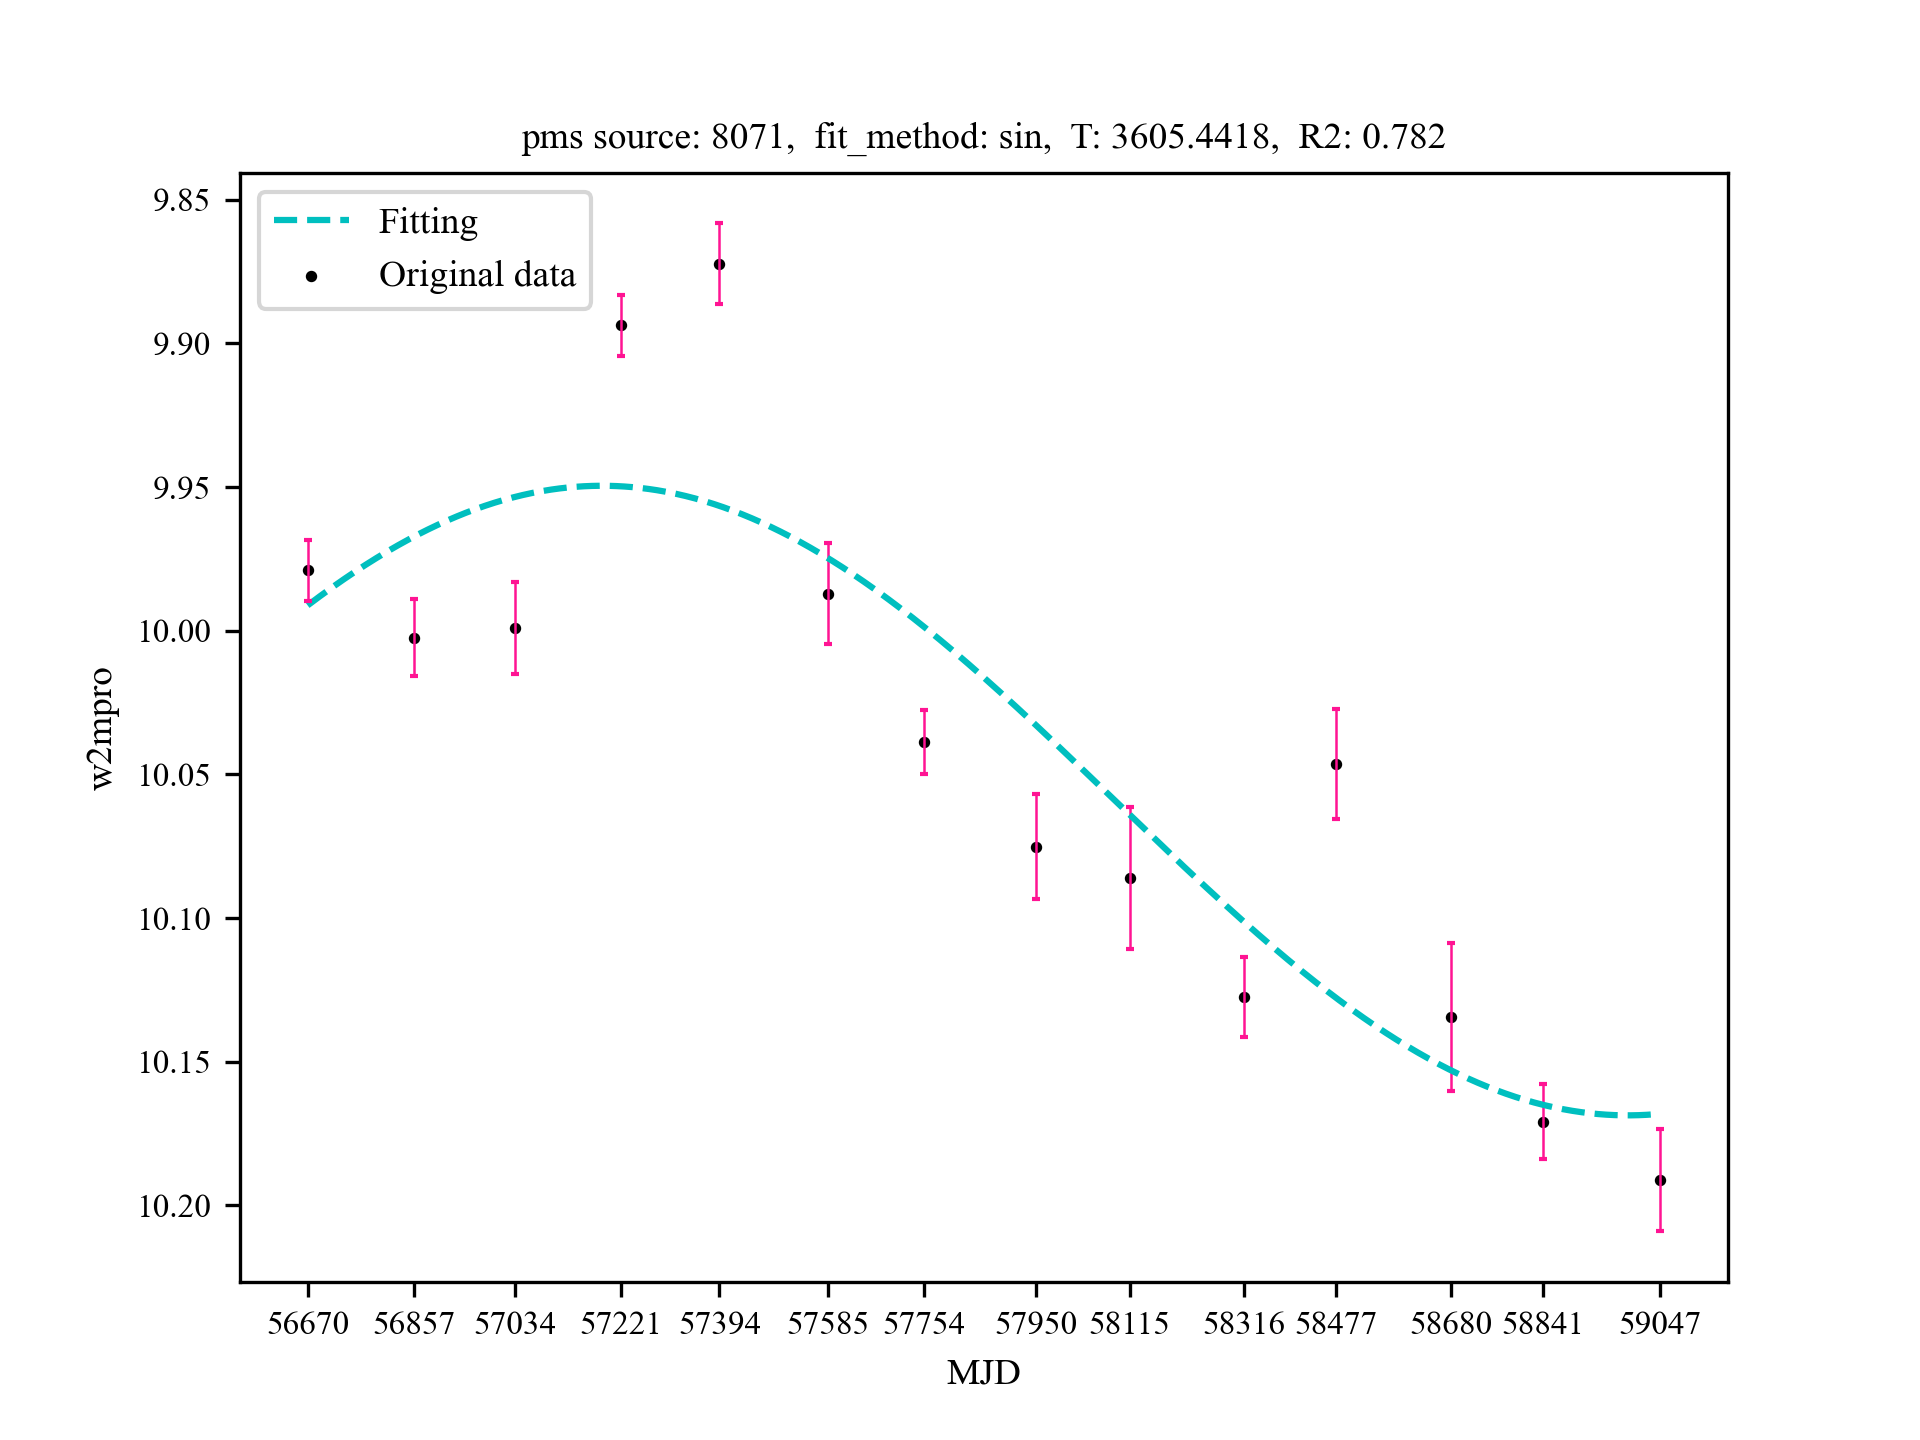 pms source: 8071,  fit_method: sin,  T: 3605.4418,  R2: 0.782
Fitting
Original data
9.85
9.90
9.95
10.00
10.05
10.10
10.15
10.20
w2mpro
56670 56857 57034 57221 57394 57585 57754 57950 58115 58316 58477 58680 58841 59047
MJD